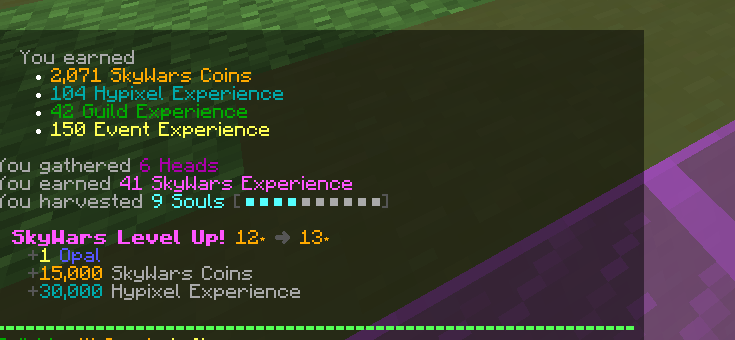 You earned
• 2,071 SkyWars Coins
• 104 Hypixel Experience
• 42 Guild Experience
• 150 Event Experience
You gathered 6 Heads
You earned 41 SkyWars Experience
You harvested 9 Souls [■■■■■■■■■■]
SkyWars Level Up! 12⋆ ➔ 13⋆
+1 Opal
+15,000 SkyWars Coins
+30,000 Hypixel Experience